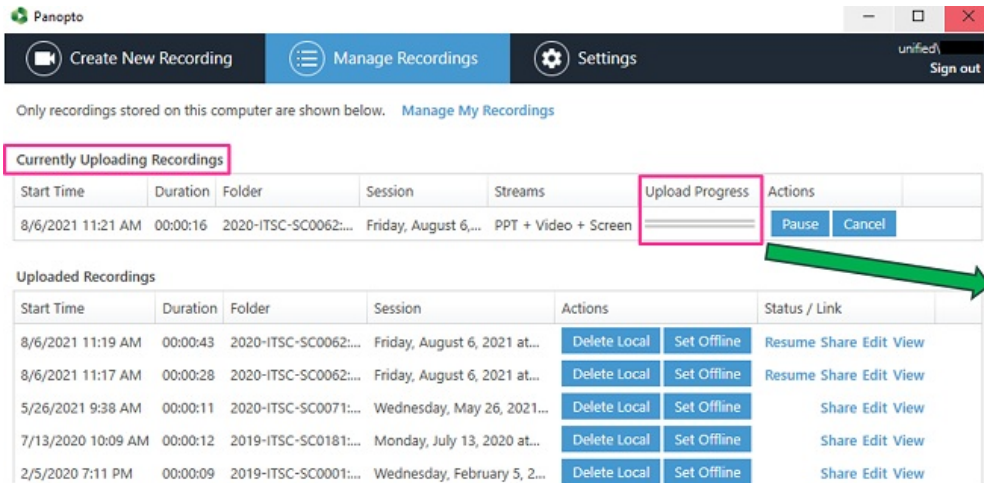 Panopto
Create New Recording Manage Recordings Settings unified\
Sign out
Only recordings stored on this computer are shown below. Manage My Recordings
Currently Uploading Recordings
Start Time Duration Folder Session Streams Upload Progress Actions
8/6/2021 11:21 AM 00:00:16 2020-ITSC-SC0062:... Friday, August 6,... PPT + Video + Screen Pause Cancel
Uploaded Recordings
Start Time Duration Folder Session Actions Status / Link
8/6/2021 11:19 AM 00:00:43 2020-ITSC-SC0062:... Friday, August 6, 2021 at... Delete Local Set Offline Resume Share Edit View
8/6/2021 11:17 AM 00:00:28 2020-ITSC-SC0062:... Friday, August 6, 2021 at... Delete Local Set Offline Resume Share Edit View
5/26/2021 9:38 AM 00:00:11 2020-ITSC-SC0071:... Wednesday, May 26, 2021... Delete Local Set Offline Share Edit View
7/13/2020 10:09 AM 00:00:12 2019-ITSC-SC0181:... Monday, July 13, 2020 at... Delete Local Set Offline Share Edit View
2/5/2020 7:11 PM 00:00:09 2019-ITSC-SC0001:... Wednesday, February 5, 2... Delete Local Set Offline Share Edit View